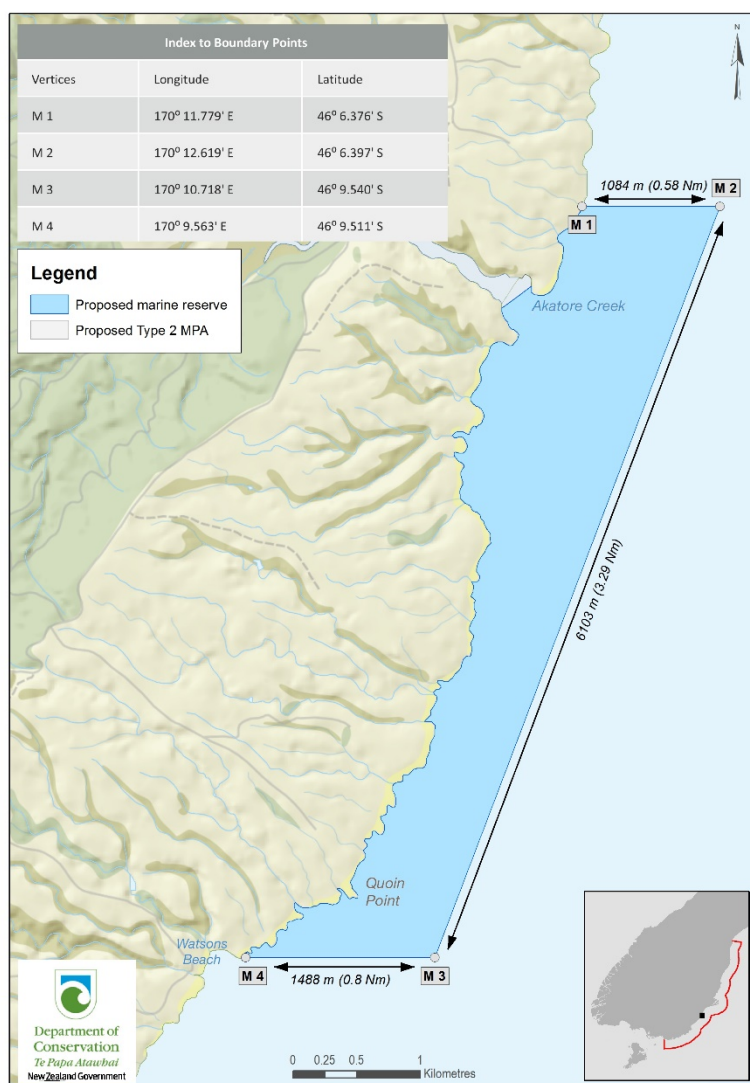 Index to Boundary Points
Vertices Longitude Latitude
M 1 170° 11.779' E 46° 6.376' S
M 2 170° 12.619' E 46° 6.397' S
M 3 170° 10.718' E 46° 9.540' S
M 4 170° 9.563' E 46° 9.511' S
N
Legend
Proposed marine reserve
Proposed Type 2 MPA
1084 m (0.58 Nm)
M 2
M 1
Akatore Creek
6103 m (3.29 Nm)
Quoin
Point
Watsons
Beach
M 4
1488 m (0.8 Nm)
M 3
Department of
Conservation
Te Papa Atawhai
New Zealand Government
0 0.25 0.5 1
Kilometres